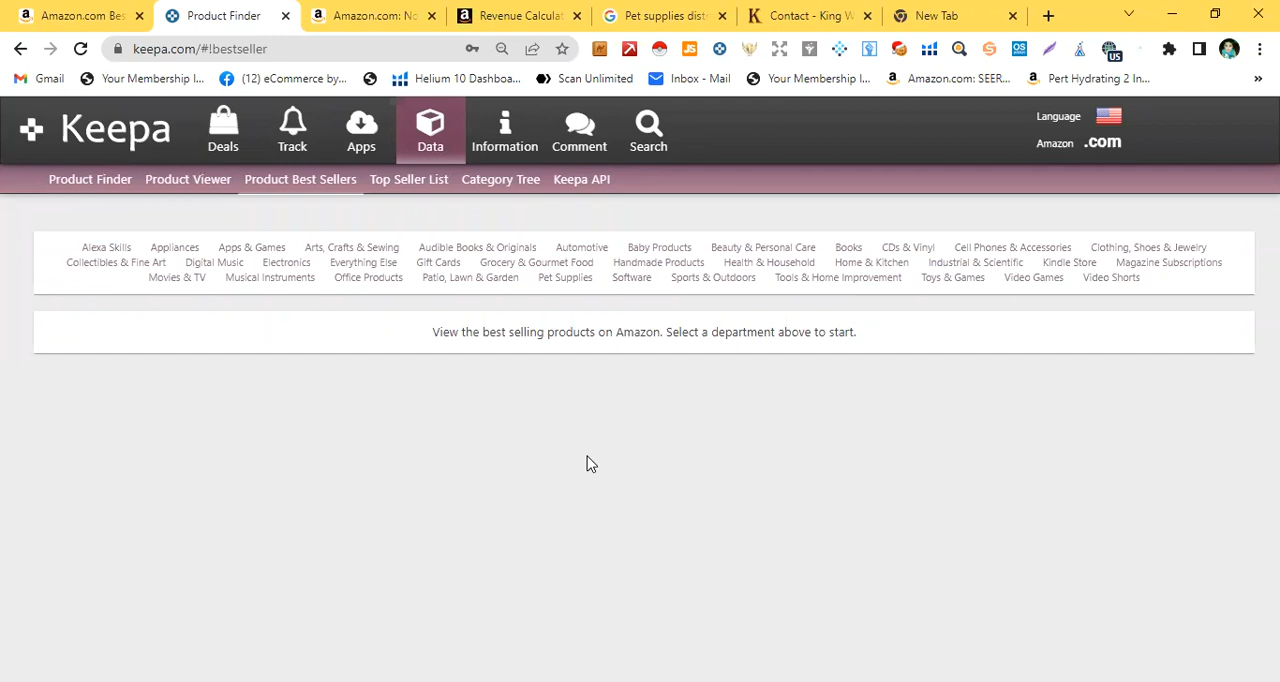 Amazon.com Bes
Product Finder
Amazon.com: No
Revenue Calculat
Pet supplies dist
Contact - King W
New Tab
keepa.com/#!bestseller
JS
OS
US
Gmail
Your Membership I...
(12) eCommerce by...
Helium 10 Dashboa...
Scan Unlimited
Inbox - Mail
Your Membership I...
Amazon.com: SEER...
Pert Hydrating 2 In...
»
Keepa
Deals
Track
Apps
Data
Information
Comment
Search
Language
Amazon .com
Product Finder Product Viewer Product Best Sellers Top Seller List Category Tree Keepa API
Alexa Skills Appliances Apps & Games Arts, Crafts & Sewing Audible Books & Originals Automotive Baby Products Beauty & Personal Care Books CDs & Vinyl Cell Phones & Accessories Clothing, Shoes & Jewelry
Collectibles & Fine Art Digital Music Electronics Everything Else Gift Cards Grocery & Gourmet Food Handmade Products Health & Household Home & Kitchen Industrial & Scientific Kindle Store Magazine Subscriptions
Movies & TV Musical Instruments Office Products Patio, Lawn & Garden Pet Supplies Software Sports & Outdoors Tools & Home Improvement Toys & Games Video Games Video Shorts
View the best selling products on Amazon. Select a department above to start.